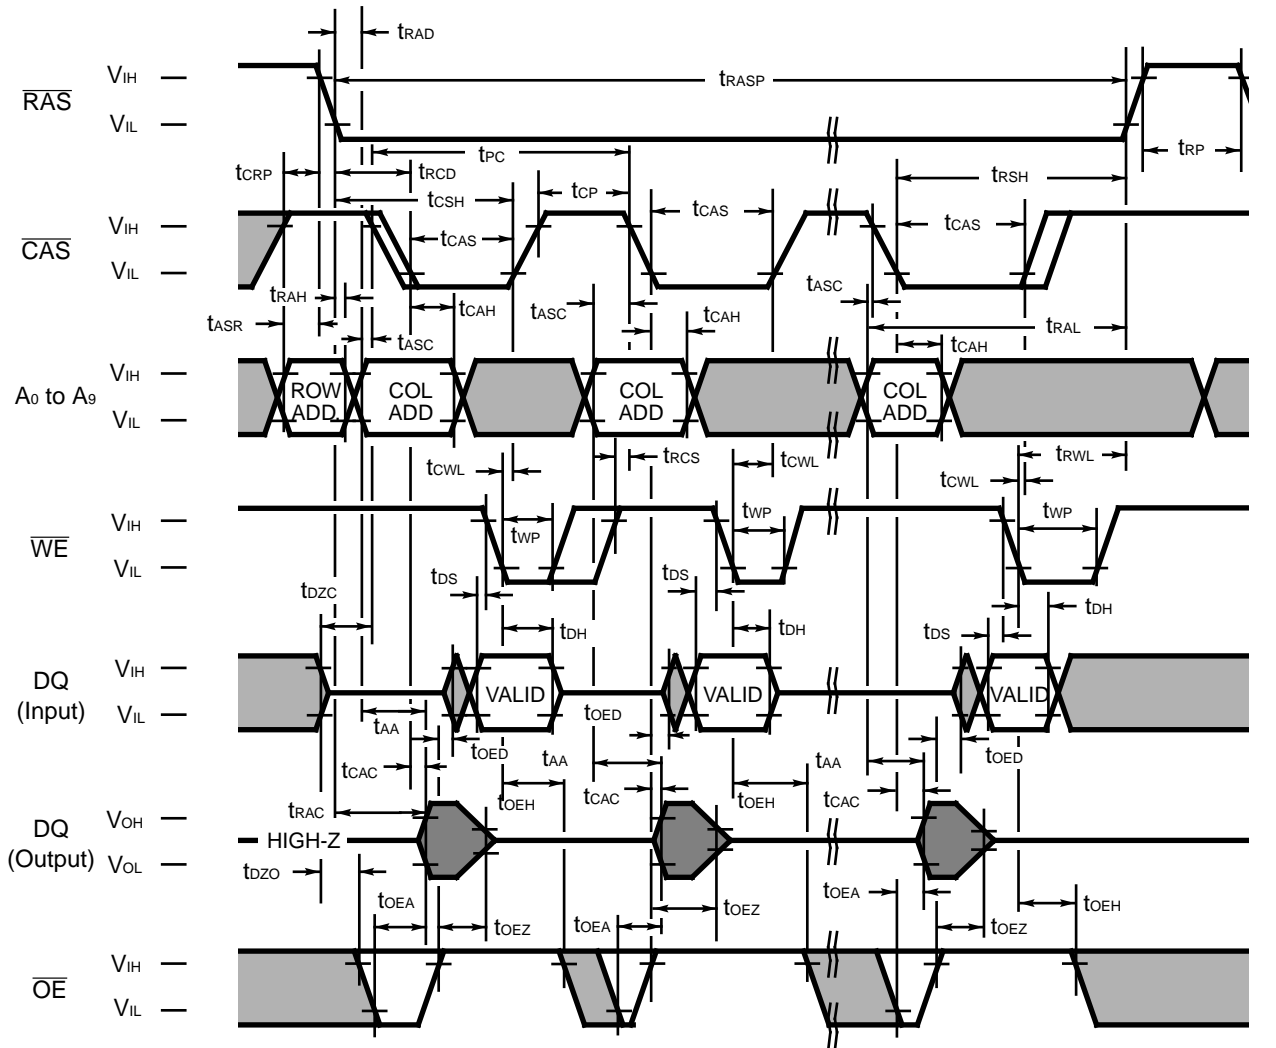 tRAD
VIH
tRASP
RAS
VIL
tPC
tRP
tCRP
tRCD
tRSH
tCSH
tCP
tCAS
VIH
CAS
tCAS
tCAS
VIL
tRAH
tASC
tASR
tCAH
tASC
tCAH
tRAL
tASC
tCAH
VIH
A0 to A9
ROW ADD.
COL ADD
COL ADD
COL ADD
VIL
tCWL
tRCS
tCWL
tRWL
tCWL
VIH
tWP
tWP
tWP
WE
VIL
tDS
tDS
tDZC
tDH
tDH
tDS
tDH
VIH
DQ
(Input)
VALID
VALID
VALID
VIL
tAA
tOED
tOED
tAA
tAA
tOED
tCAC
tCAC
tOEH
tCAC
tRAC
tOEH
VOH
DQ
(Output)
HIGH-Z
VOL
tDZO
tOEA
tOEA
tOEZ
tOEH
tOEZ
tOEA
tOEZ
VIH
OE
VIL